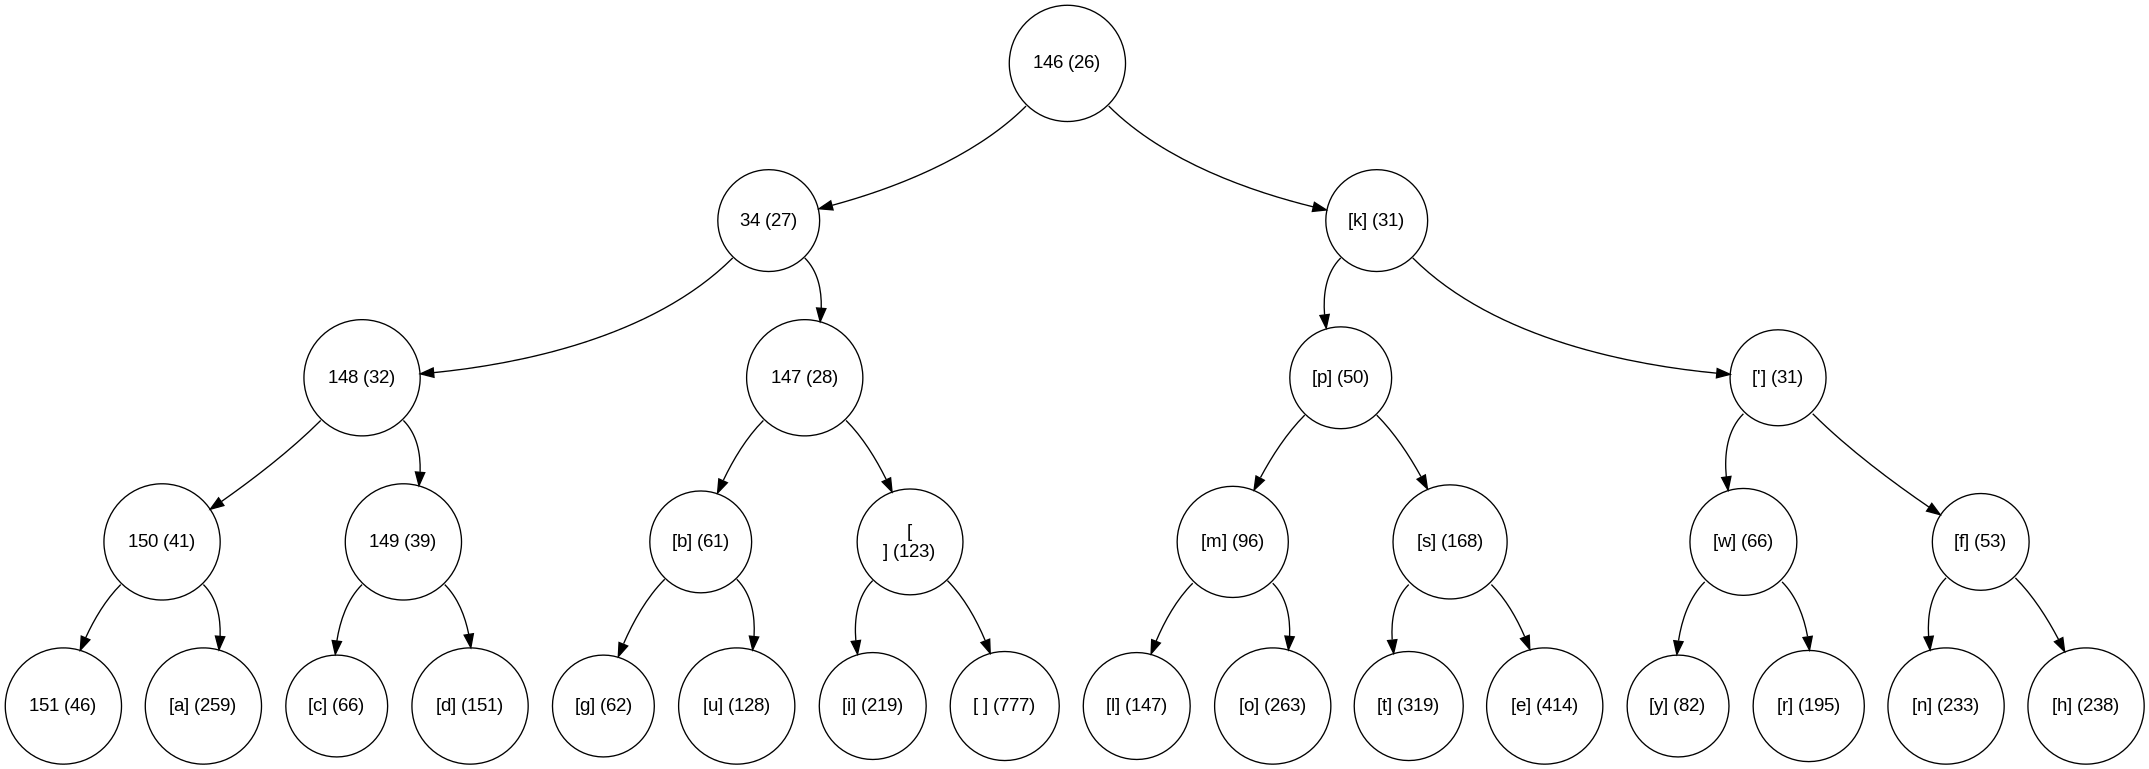 146 (26)
34 (27)
[k] (31)
148 (32)
147 (28)
[p] (50)
['] (31)
150 (41)
149 (39)
[b] (61)
[
] (123)
[m] (96)
[s] (168)
[w] (66)
[f] (53)
151 (46)
[a] (259)
[c] (66)
[d] (151)
[g] (62)
[u] (128)
[i] (219)
[ ] (777)
[l] (147)
[o] (263)
[t] (319)
[e] (414)
[y] (82)
[r] (195)
[n] (233)
[h] (238)